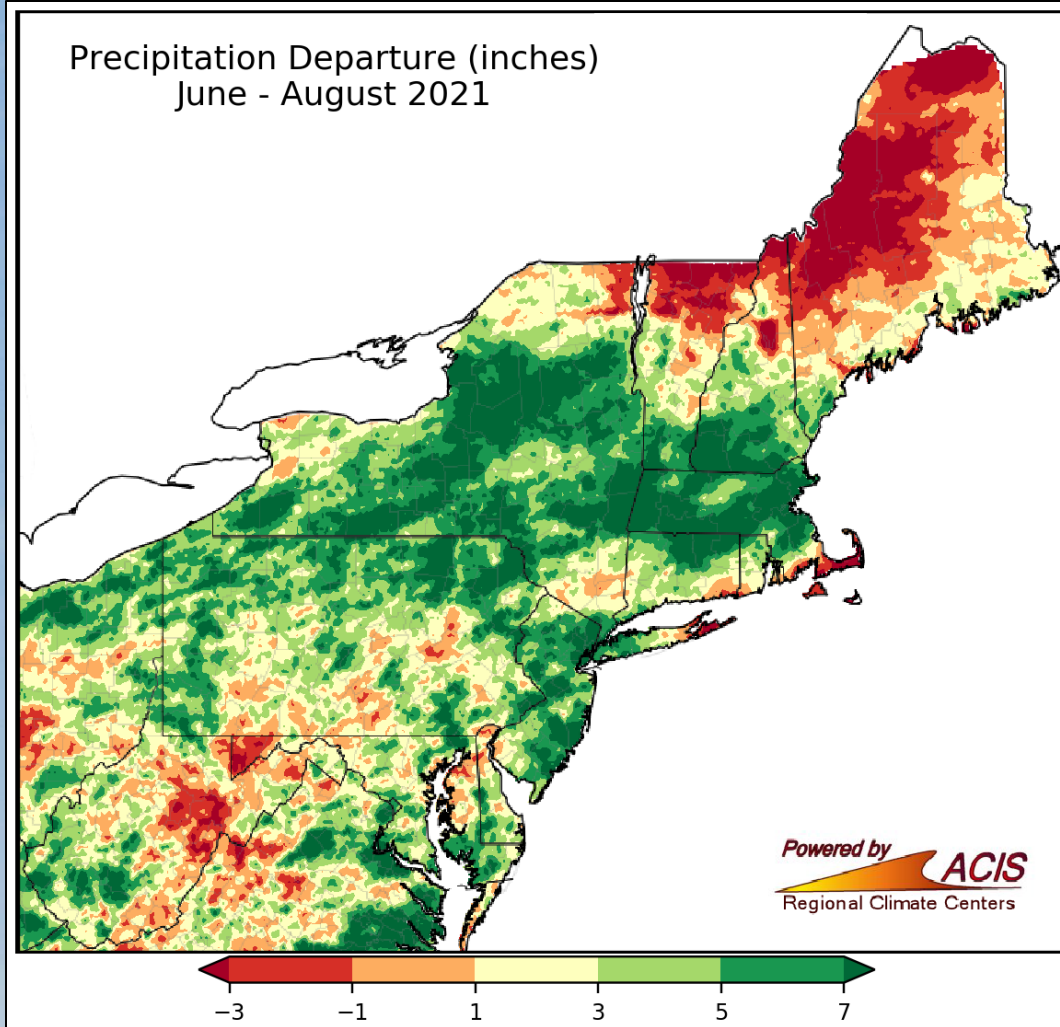 Precipitation Departure (inches)
June - August 2021
Powered by ACIS
Regional Climate Centers
−3 −1 1 3 5 7